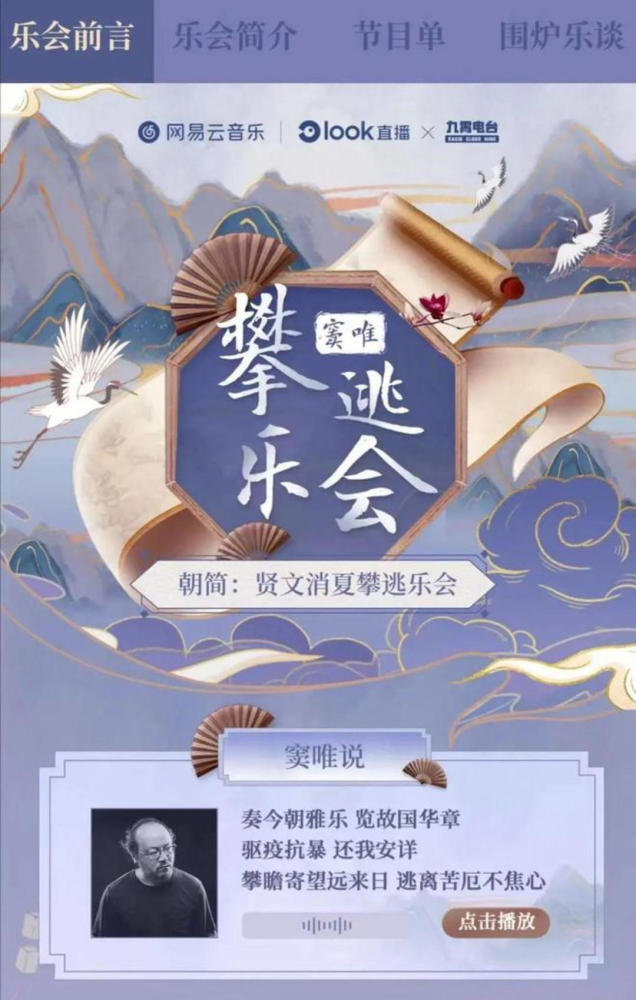 乐会前言 乐会简介 节目单 围炉乐谈
网易云音乐 look直播 × 九霄电台
RADIO CLOUD NINE
攀逃
窦唯
乐会
朝简：贤文消夏攀逃乐会
窦唯说
奏今朝雅乐 览故国华章
驱疫抗暴 还我安详
攀瞻寄望远来日 逃离苦厄不焦心
点击播放